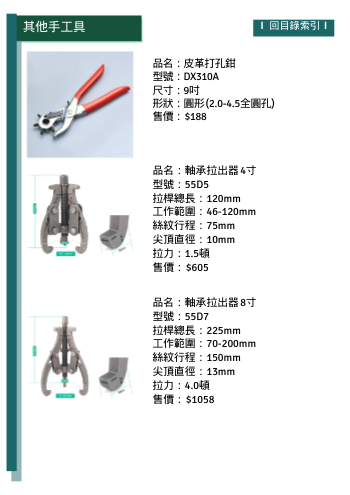 其他手工具
回目錄索引
品名：皮革打孔鉗
型號：DX310A
尺寸：9吋
形狀：圓形(2.0-4.5全圓孔)
售價：$188
品名：軸承拉出器 4寸
型號：55D5
拉桿總長：120mm
工作範圍：46-120mm
絲紋行程：75mm
尖頂直徑：10mm
拉力：1.5頓
售價： $605
品名：軸承拉出器 8寸
型號：55D7
拉桿總長：225mm
工作範圍：70-200mm
絲紋行程：150mm
尖頂直徑：13mm
拉力：4.0頓
售價： $1058